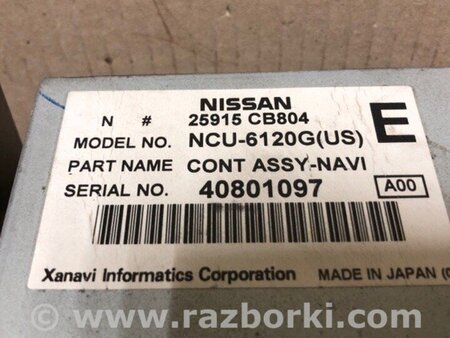 NISSAN
N # 25915 CB804
E
MODEL NO. NCU-6120G(US)
PART NAME CONT ASSY-NAVI
SERIAL NO. 40801097 A00
Xanavi Informatics Corporation MADE IN JAPAN (
© www.razborki.com